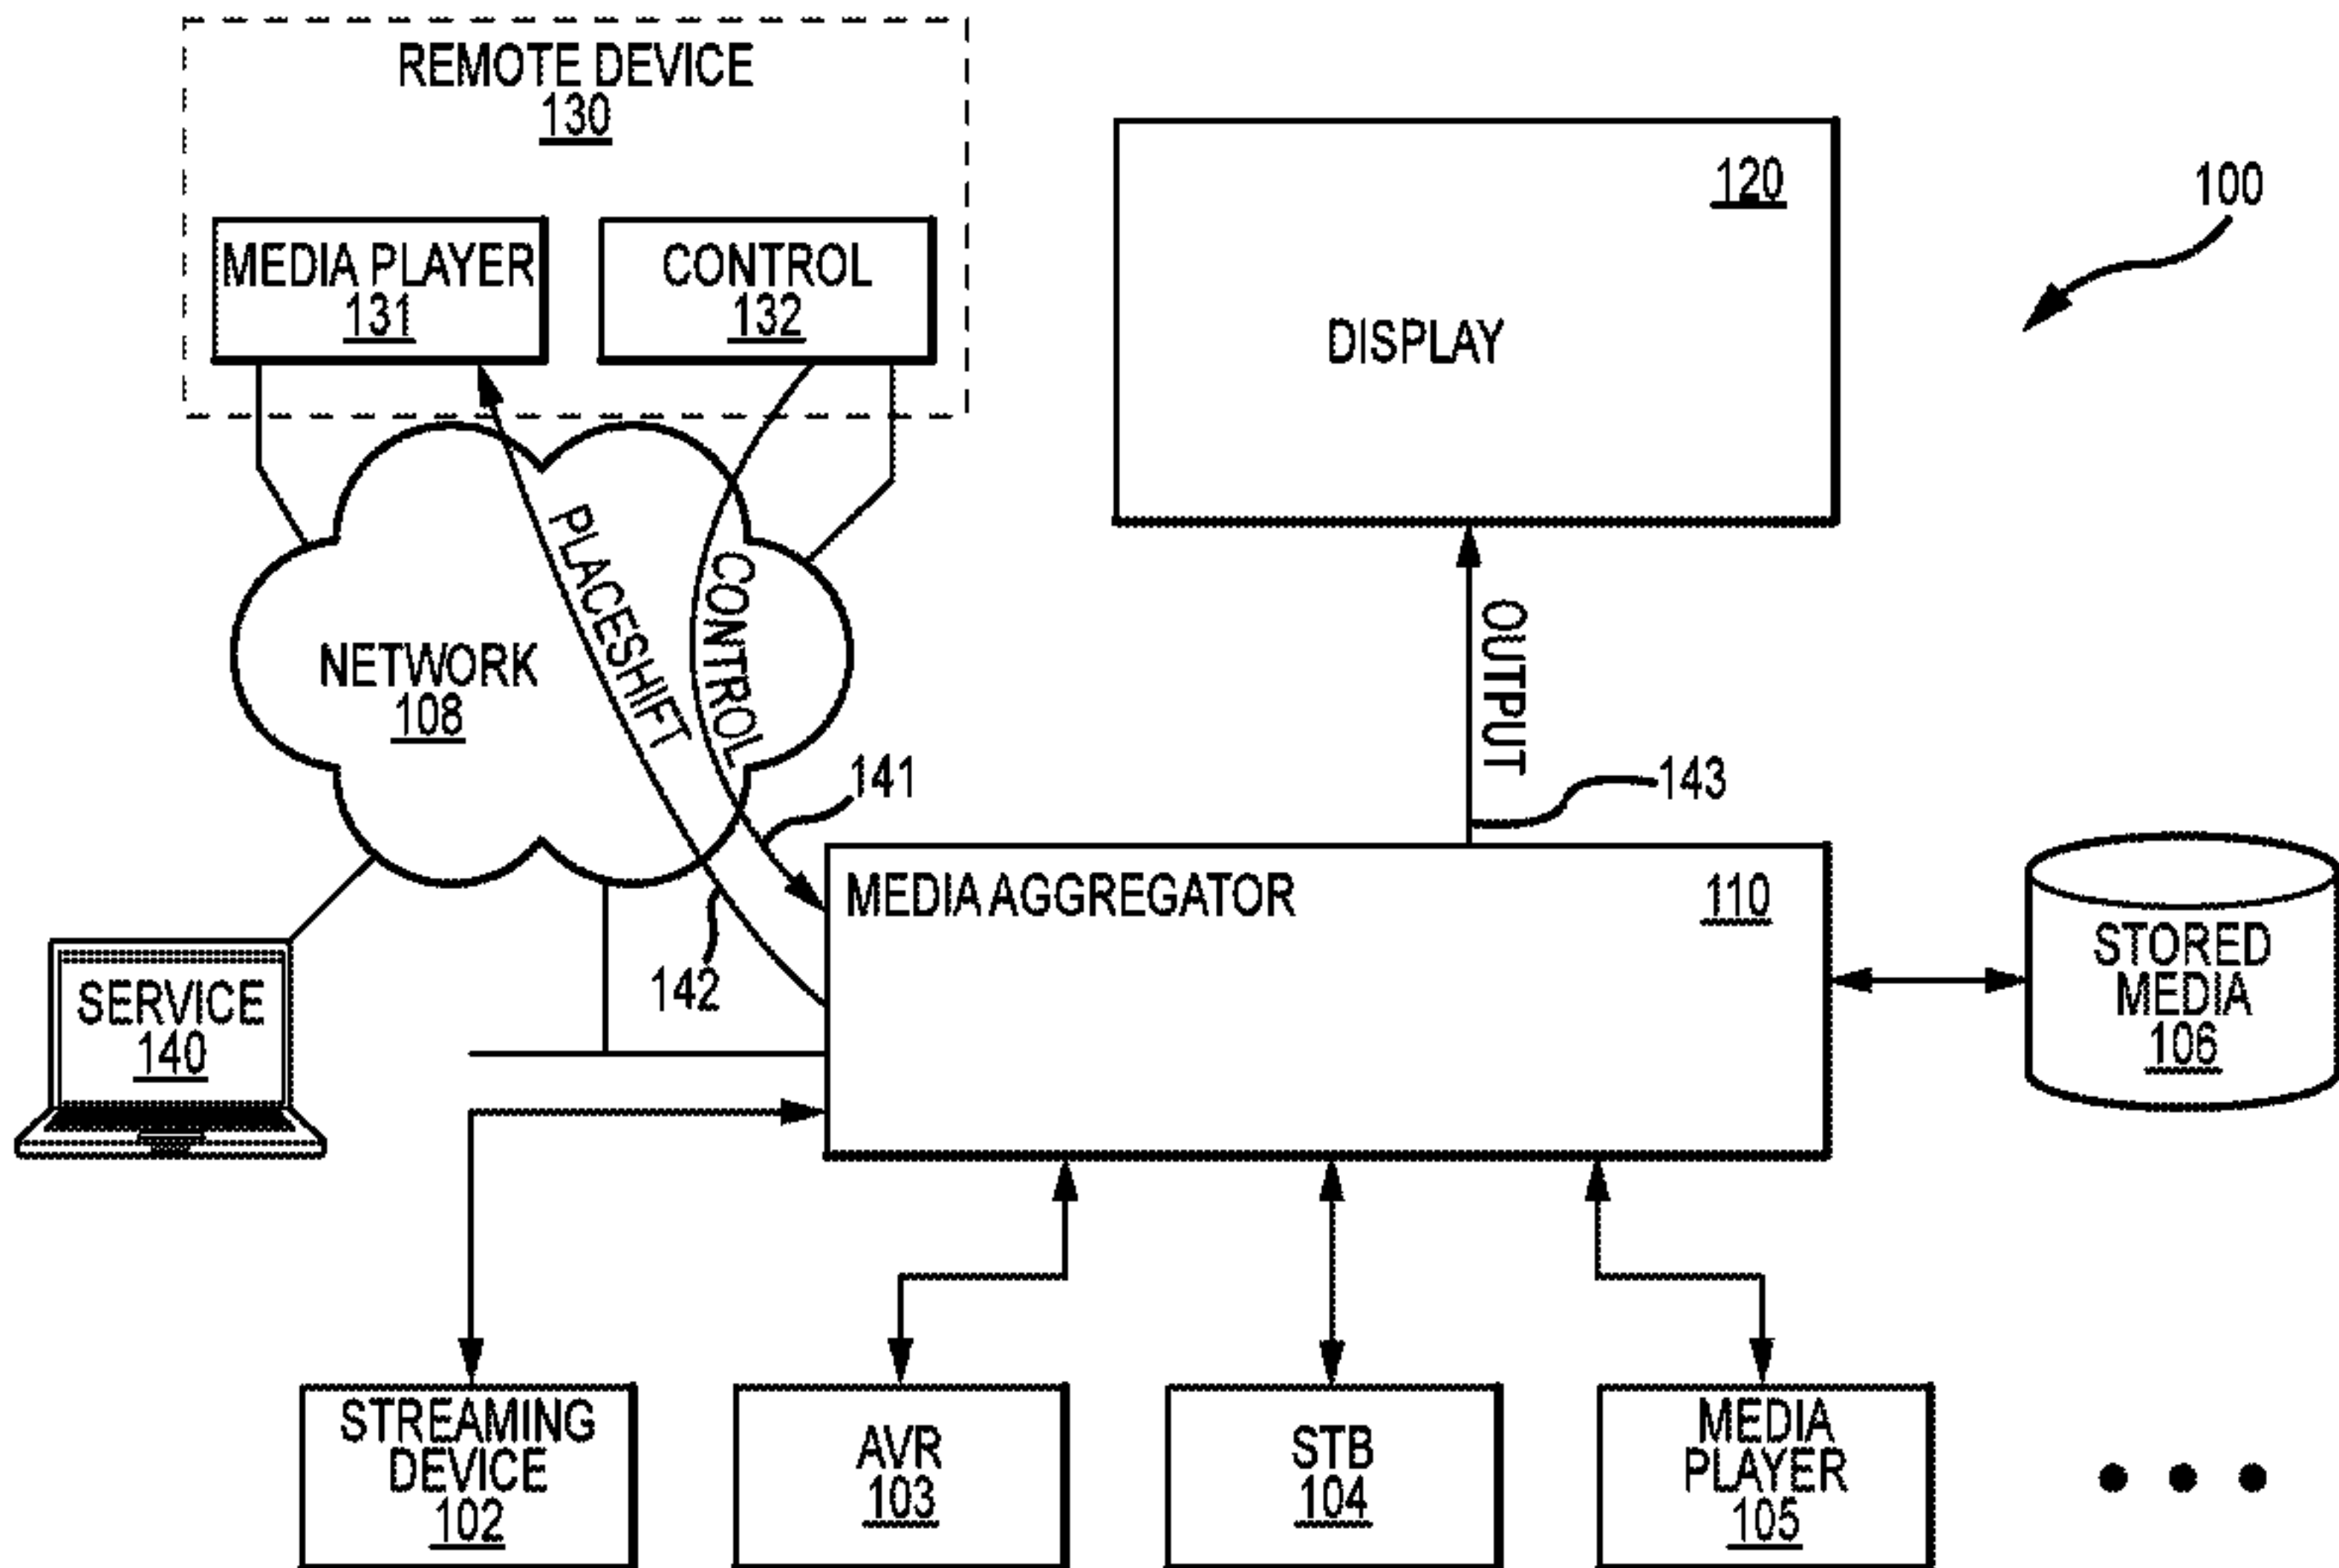 REMOTE DEVICE
130
MEDIA PLAYER
131
CONTROL
132
120
DISPLAY
100
NETWORK
108
PLACESHIFT
CONTROL
OUTPUT
141
142
143
SERVICE
140
MEDIA AGGREGATOR
110
STORED
MEDIA
106
STREAMING
DEVICE
102
AVR
103
STB
104
MEDIA
PLAYER
105